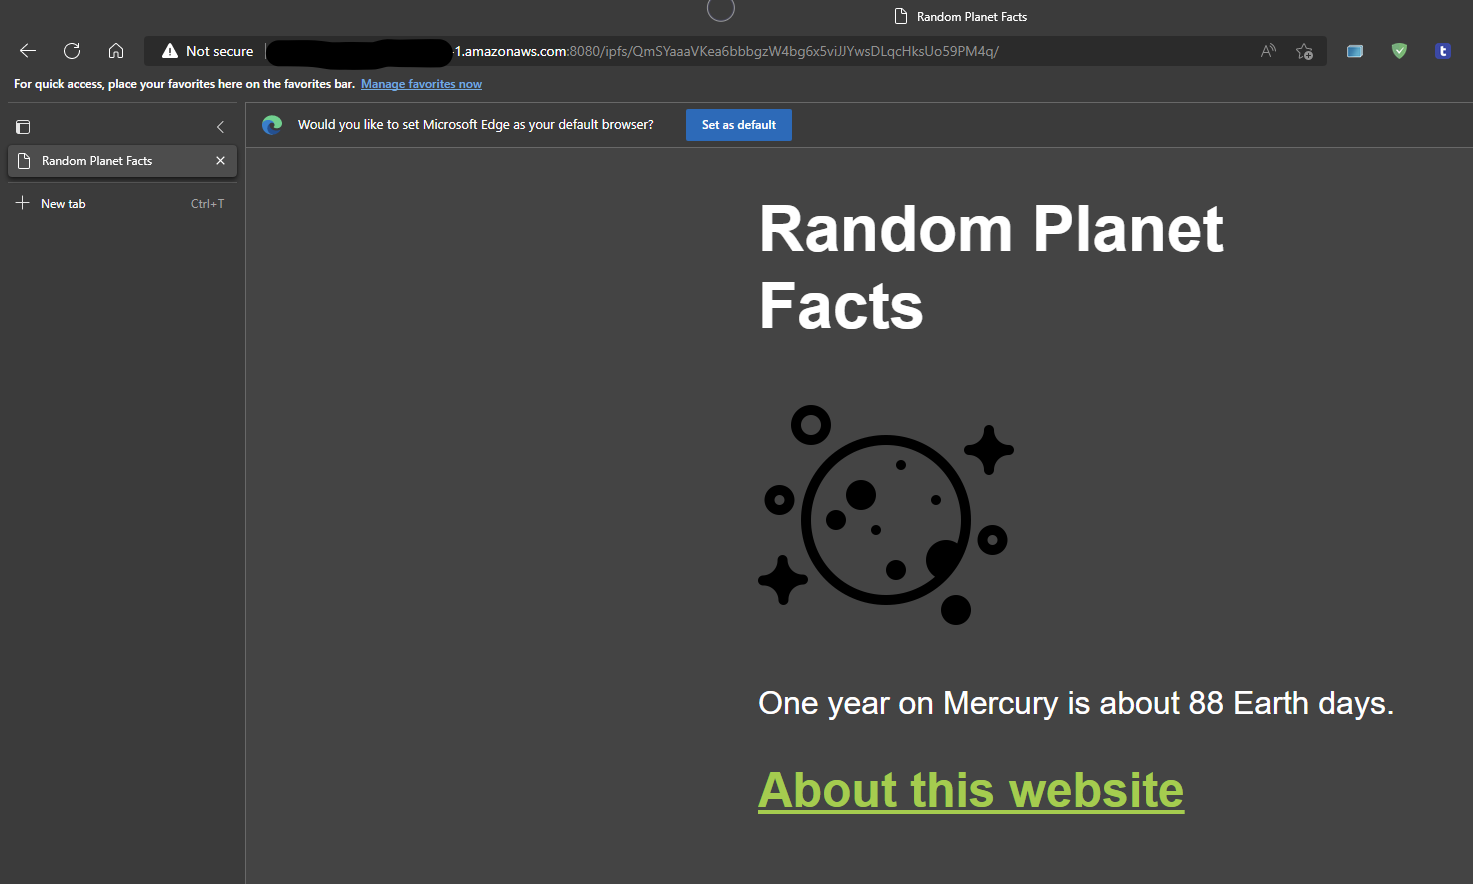 Random Planet Facts
Not secure
1.amazonaws.com:8080/ipfs/QmSYaaaVKea6bbbgzW4bg6x5viJJYwsDLqcHksUo59PM4q/
For quick access, place your favorites here on the favorites bar. Manage favorites now
Would you like to set Microsoft Edge as your default browser? Set as default
Random Planet Facts
New tab Ctrl+T
Random Planet
Facts
One year on Mercury is about 88 Earth days.
About this website